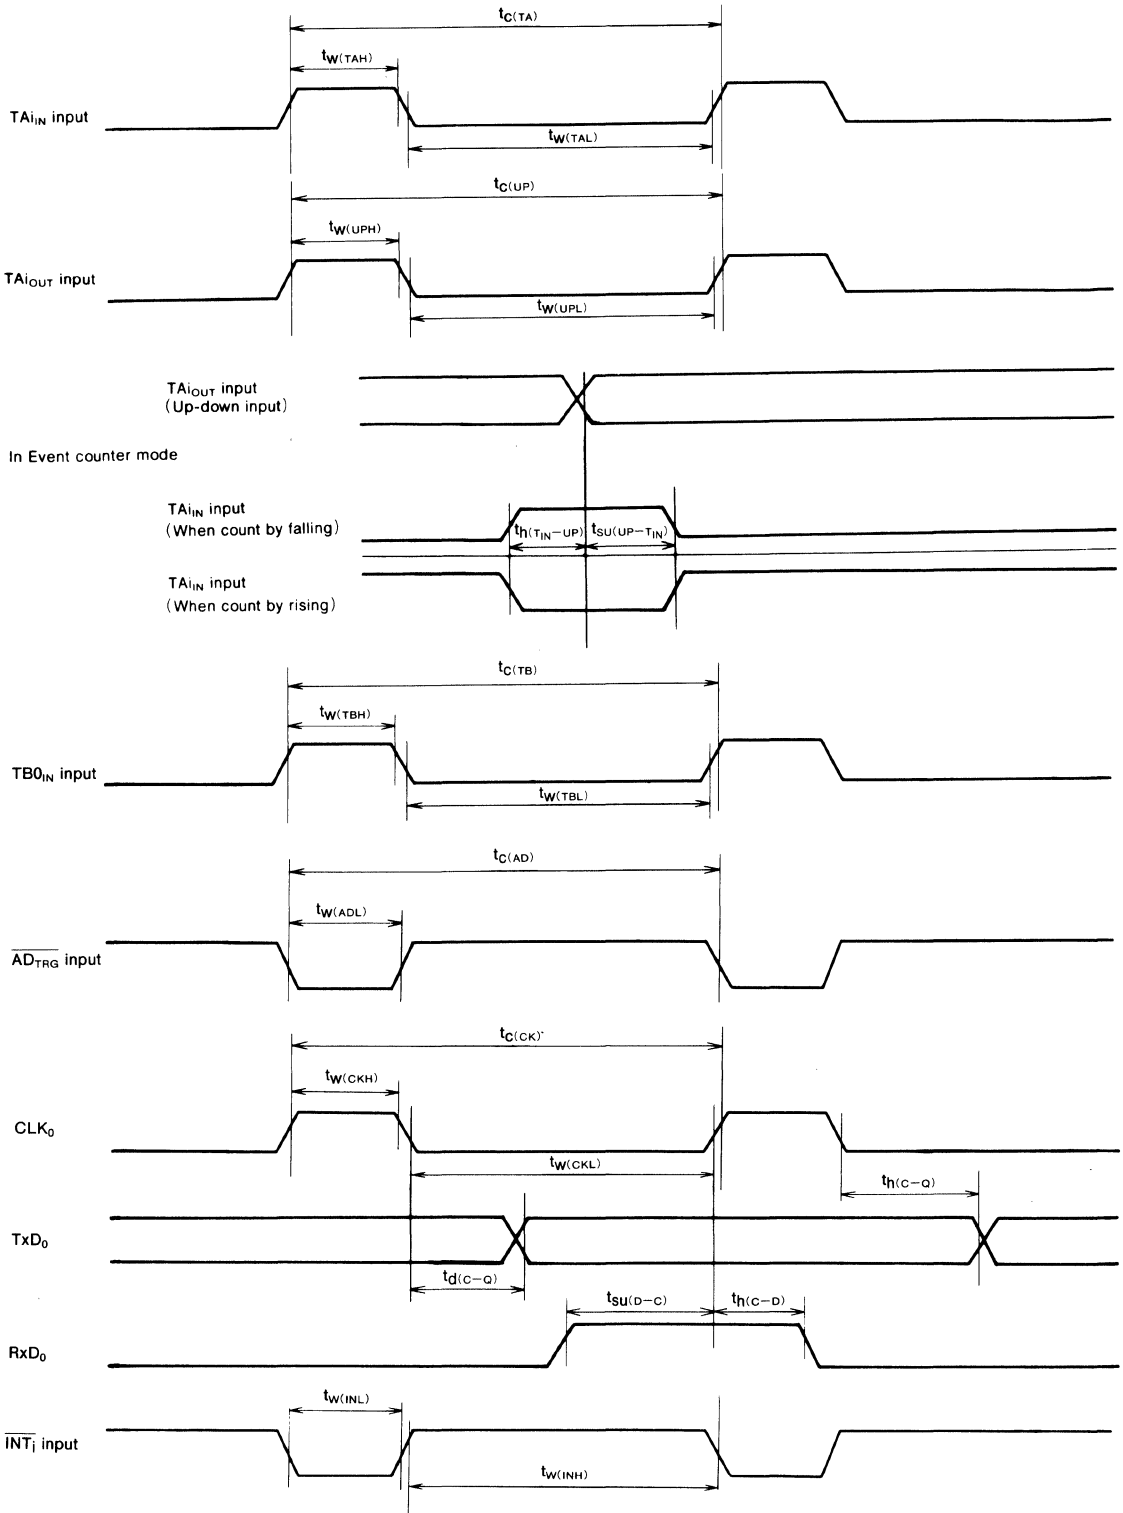 tC(TA)
tW(TAH)
TAiIN input
tW(TAL)
tC(UP)
tW(UPH)
TAiOUT input
tW(UPL)
TAiOUT input
(Up-down input)
In Event counter mode
TAiIN input
(When count by falling)
th(TIN−UP) tSU(UP−TIN)
TAiIN input
(When count by rising)
tC(TB)
tW(TBH)
TB0IN input
tW(TBL)
tC(AD)
tW(ADL)
ADTRG input
tC(CK)
tW(CKH)
CLK0
tW(CKL)
th(C−Q)
TxD0
td(C−Q)
tsu(D−C) th(C−D)
RxD0
tW(INL)
INTi input
tW(INH)